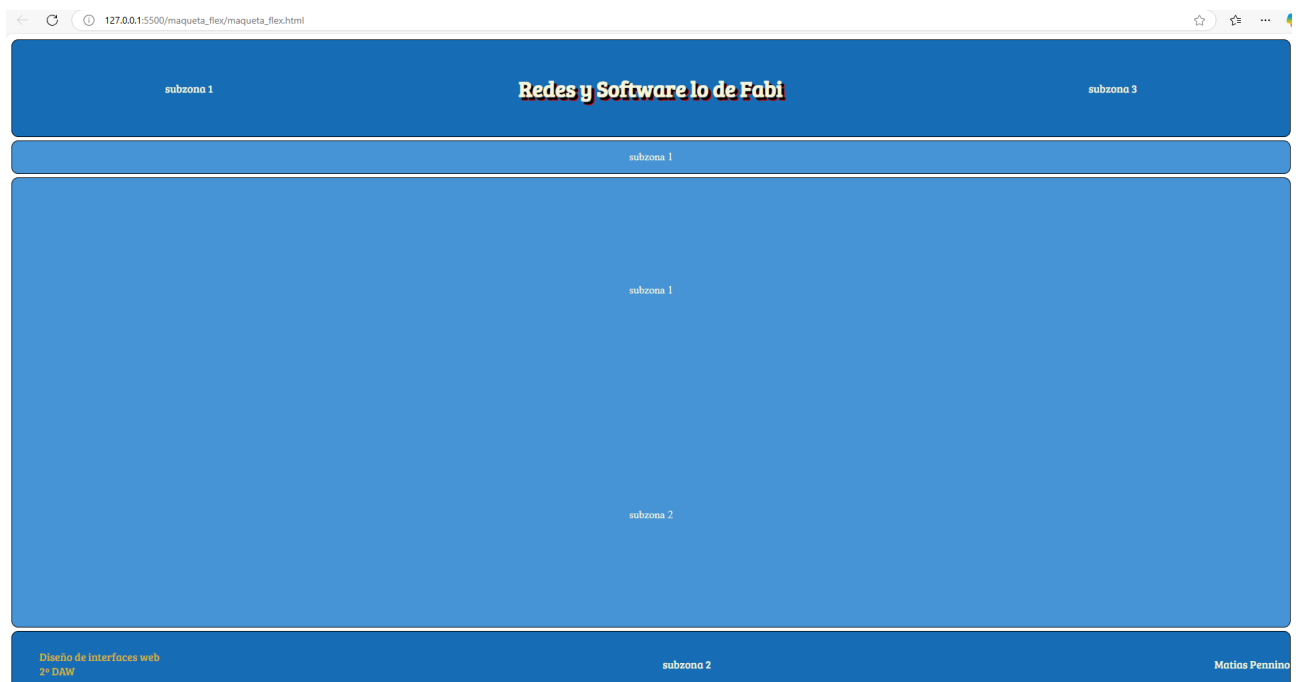 127.0.0.1:5500/maqueta_flex/maqueta_flex.html
subzona 1
Redes y Software lo de Fabi
subzona 3
subzona 1
subzona 1
subzona 2
Diseño de interfaces web
2º DAW
subzona 2
Matias Pennino